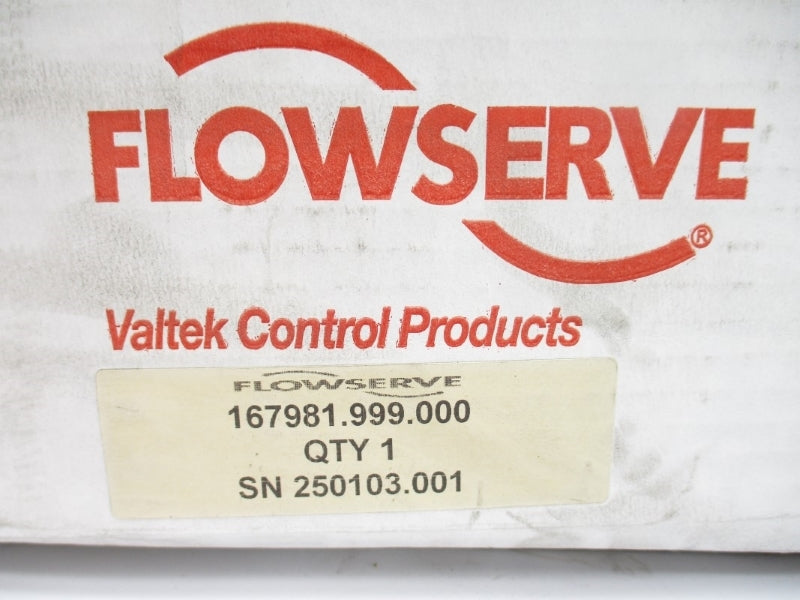 FLOWSERVE®
Valtek Control Products
FLOWSERVE
167981.999.000
QTY 1
SN 250103.001